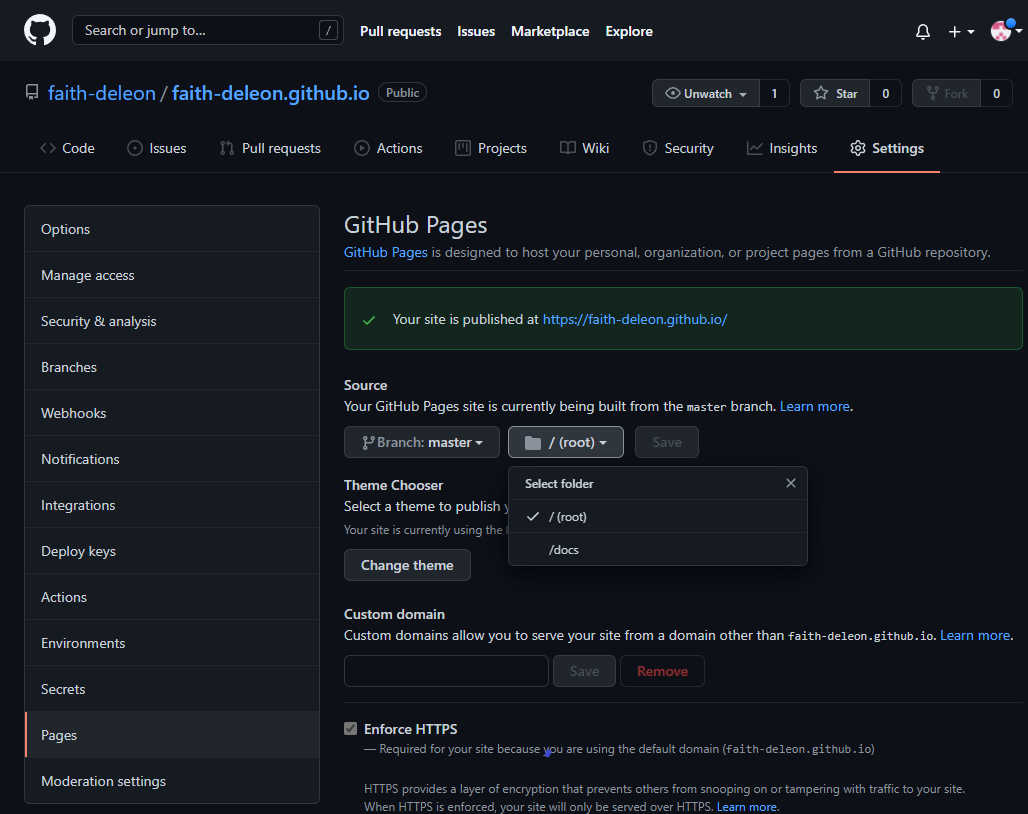 Search or jump to... /
Pull requests Issues Marketplace Explore
faith-deleon / faith-deleon.github.io Public
Unwatch 1 Star 0 Fork 0
Code Issues Pull requests Actions Projects Wiki Security Insights Settings
Options
Manage access
Security & analysis
Branches
Webhooks
Notifications
Integrations
Deploy keys
Actions
Environments
Secrets
Pages
Moderation settings
GitHub Pages
GitHub Pages is designed to host your personal, organization, or project pages from a GitHub repository.
Your site is published at https://faith-deleon.github.io/
Source
Your GitHub Pages site is currently being built from the master branch. Learn more.
Branch: master / (root) Save
Select folder
/ (root)
/docs
Theme Chooser
Select a theme to publish
Your site is currently using the
Change theme
Custom domain
Custom domains allow you to serve your site from a domain other than faith-deleon.github.io. Learn more.
Save Remove
Enforce HTTPS
— Required for your site because you are using the default domain (faith-deleon.github.io)
HTTPS provides a layer of encryption that prevents others from snooping on or tampering with traffic to your site.
When HTTPS is enforced, your site will only be served over HTTPS. Learn more.